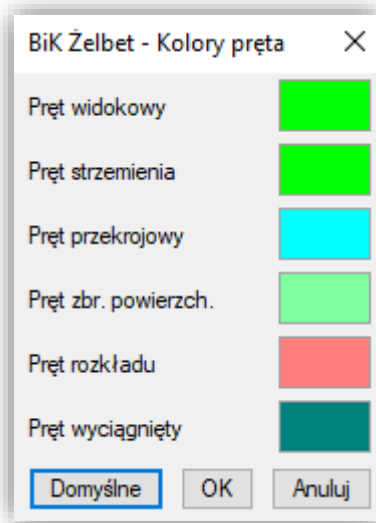 BiK Żelbet - Kolory pręta
Pręt widokowy
Pręt strzemienia
Pręt przekrojowy
Pręt zbr. powierzch.
Pręt rozkładu
Pręt wyciągnięty
Domyślne OK Anuluj